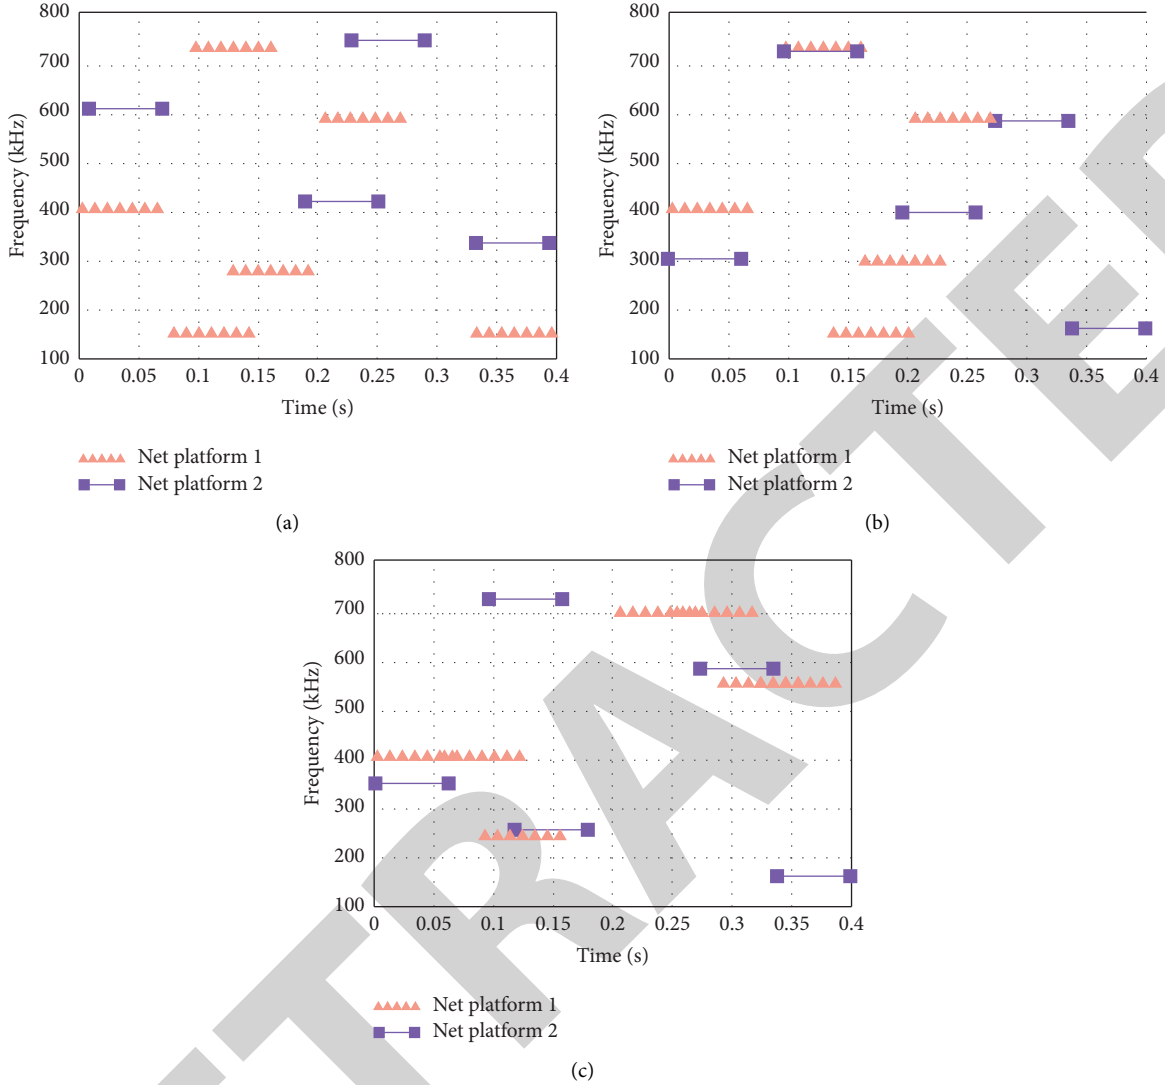 800
700
600
500
400
300
200
100
Frequency (kHz)
0 0.05 0.1 0.15 0.2 0.25 0.3 0.35 0.4
Time (s)
Net platform 1
Net platform 2
(a)
800
700
600
500
400
300
200
100
Frequency (kHz)
0 0.05 0.1 0.15 0.2 0.25 0.3 0.35 0.4
Time (s)
Net platform 1
Net platform 2
(b)
800
700
600
500
400
300
200
100
Frequency (kHz)
0 0.05 0.1 0.15 0.2 0.25 0.3 0.35 0.4
Time (s)
Net platform 1
Net platform 2
(c)
TRACTE